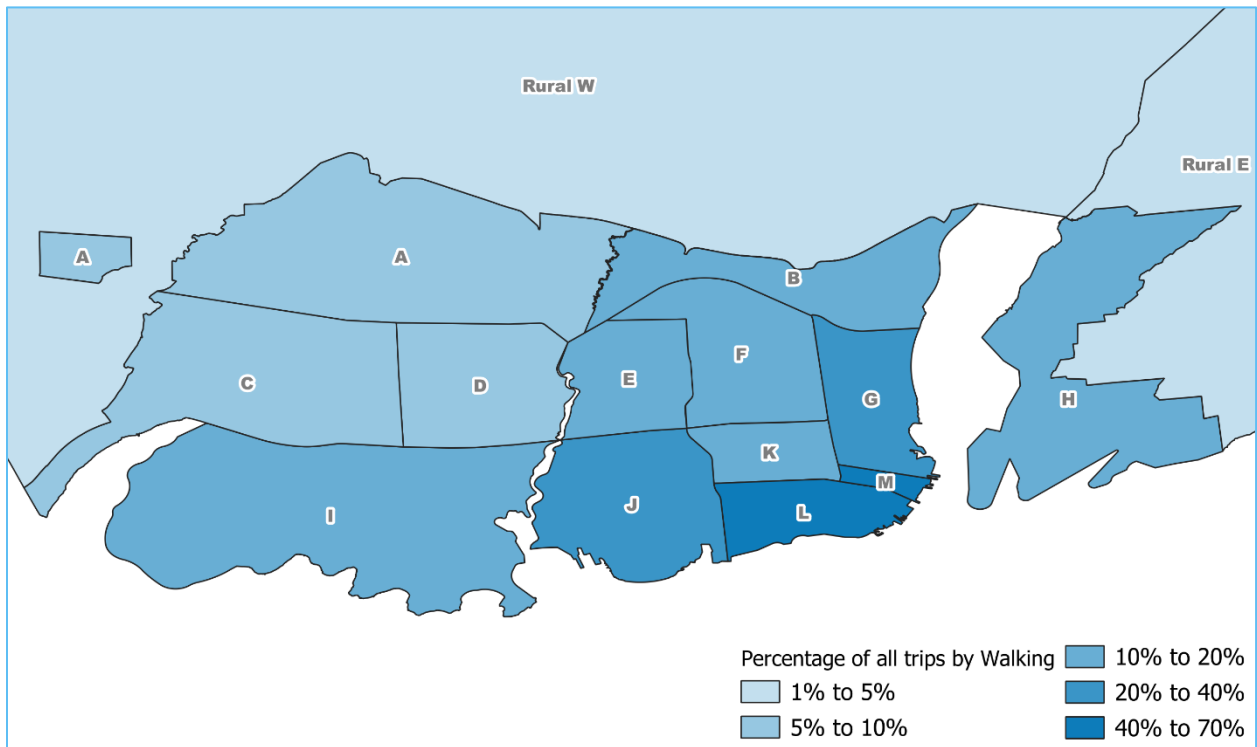 Rural W
Rural E
A
A
B
C
D
E
F
G
H
K
M
L
J
I
Percentage of all trips by Walking
1% to 5%
5% to 10%
10% to 20%
20% to 40%
40% to 70%